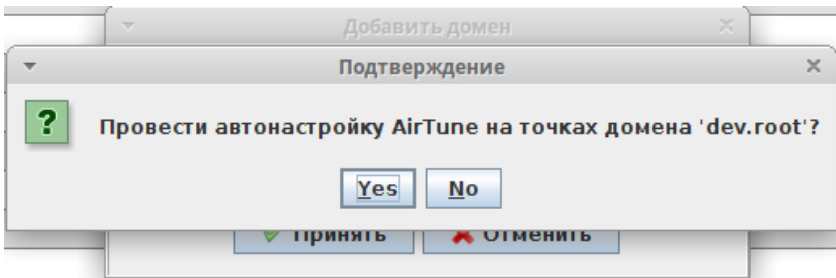 Добавить домен
Подтверждение
?
Провести автонастройку AirTune на точках домена 'dev.root'?
Yes No
Принять Отменить